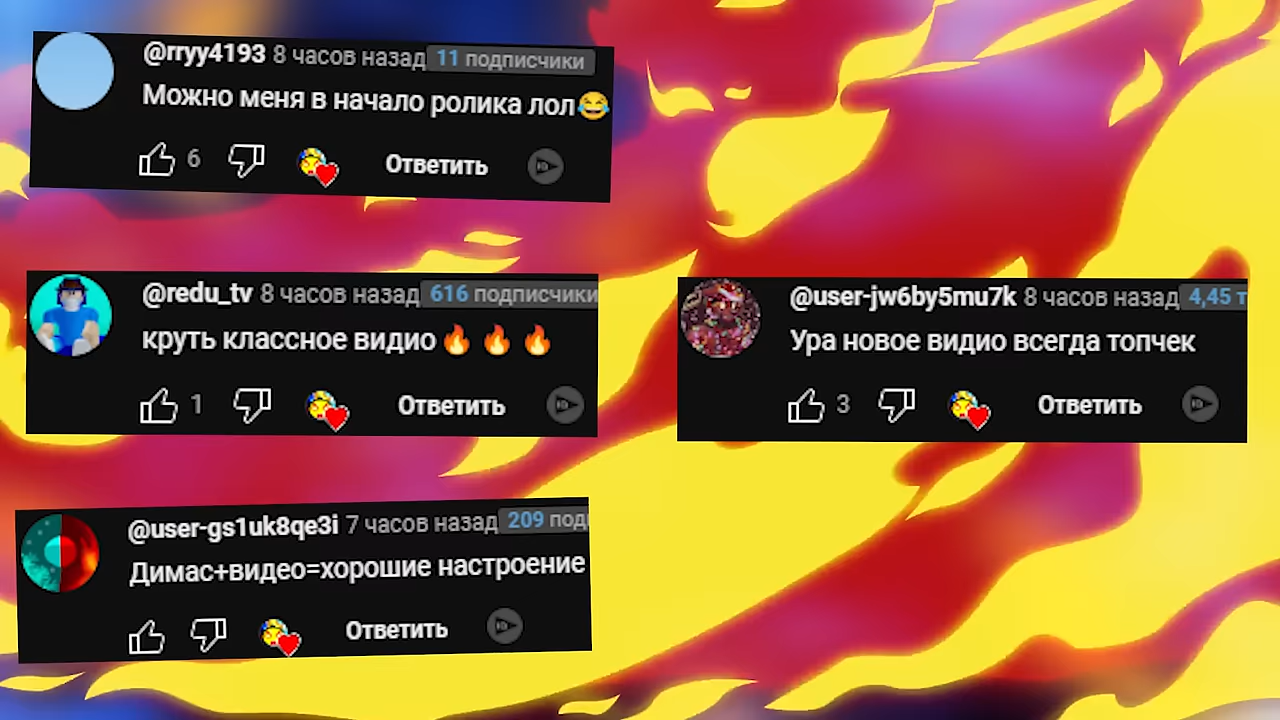 @rryy4193 8 часов назад 11 подписчики
Можно меня в начало ролика лол😂
6 Ответить
@redu_tv 8 часов назад 616 подписчики
круть классное видио🔥 🔥 🔥
1 Ответить
@user-jw6by5mu7k 8 часов назад 4,45 т
Ура новое видио всегда топчек
3 Ответить
@user-gs1uk8qe3i 7 часов назад 209 под
Димас+видео=хорошие настроение
Ответить